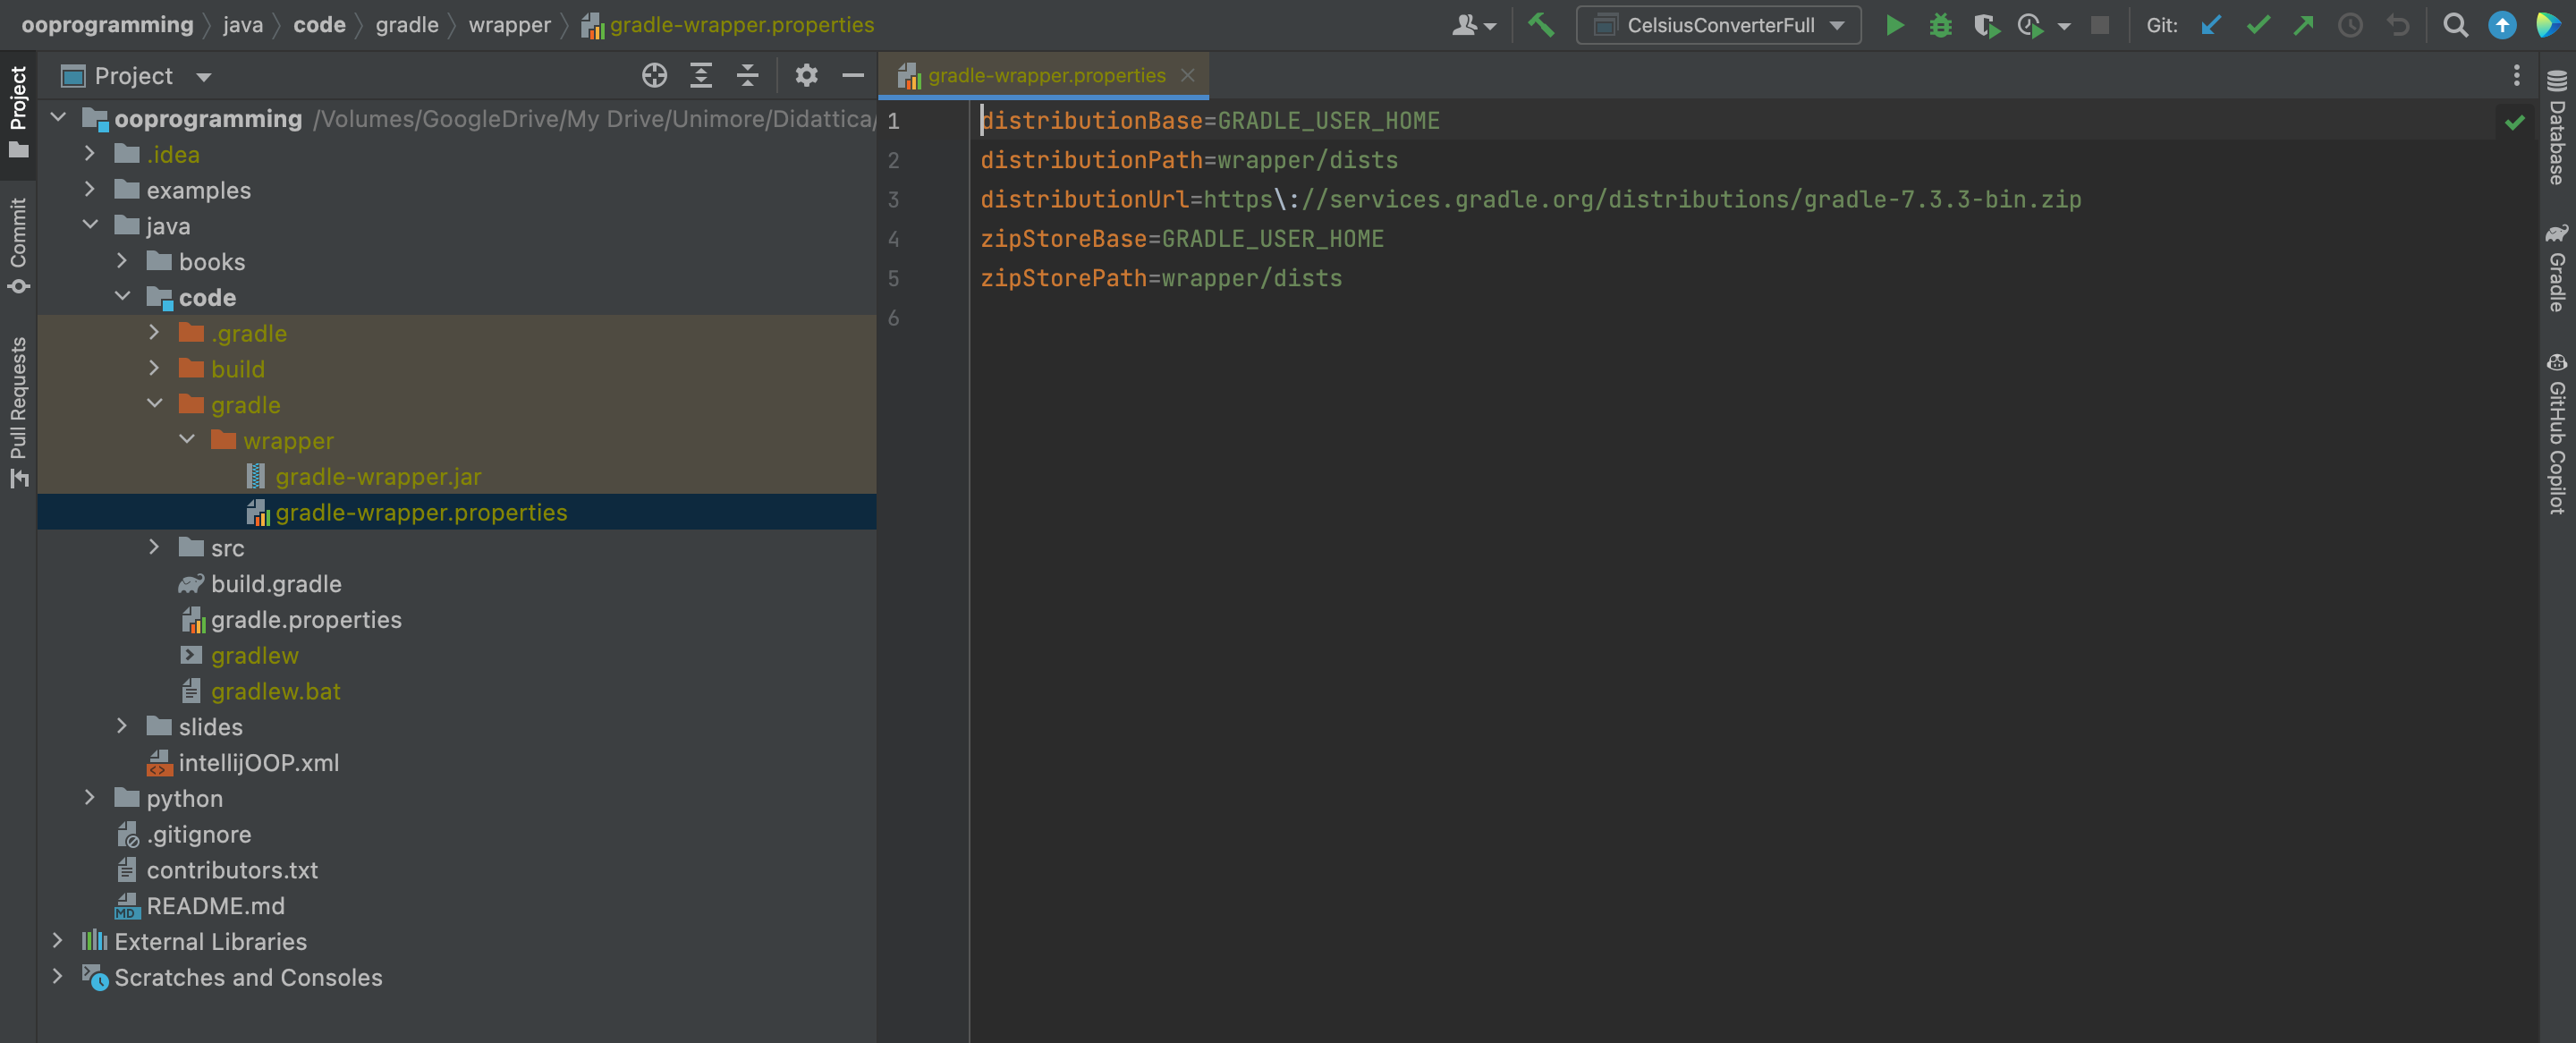 ooprogramming java code gradle wrapper gradle-wrapper.properties
CelsiusConverterFull
Git:
Project
Commit
Pull Requests
Project
ooprogramming /Volumes/GoogleDrive/My Drive/Unimore/Didattica/
.idea
examples
java
books
code
.gradle
build
gradle
wrapper
gradle-wrapper.jar
gradle-wrapper.properties
src
build.gradle
gradle.properties
gradlew
gradlew.bat
slides
intellijOOP.xml
python
.gitignore
contributors.txt
MD README.md
External Libraries
Scratches and Consoles
gradle-wrapper.properties
1 distributionBase=GRADLE_USER_HOME
2 distributionPath=wrapper/dists
3 distributionUrl=https\://services.gradle.org/distributions/gradle-7.3.3-bin.zip
4 zipStoreBase=GRADLE_USER_HOME
5 zipStorePath=wrapper/dists
6
Database
Gradle
GitHub Copilot